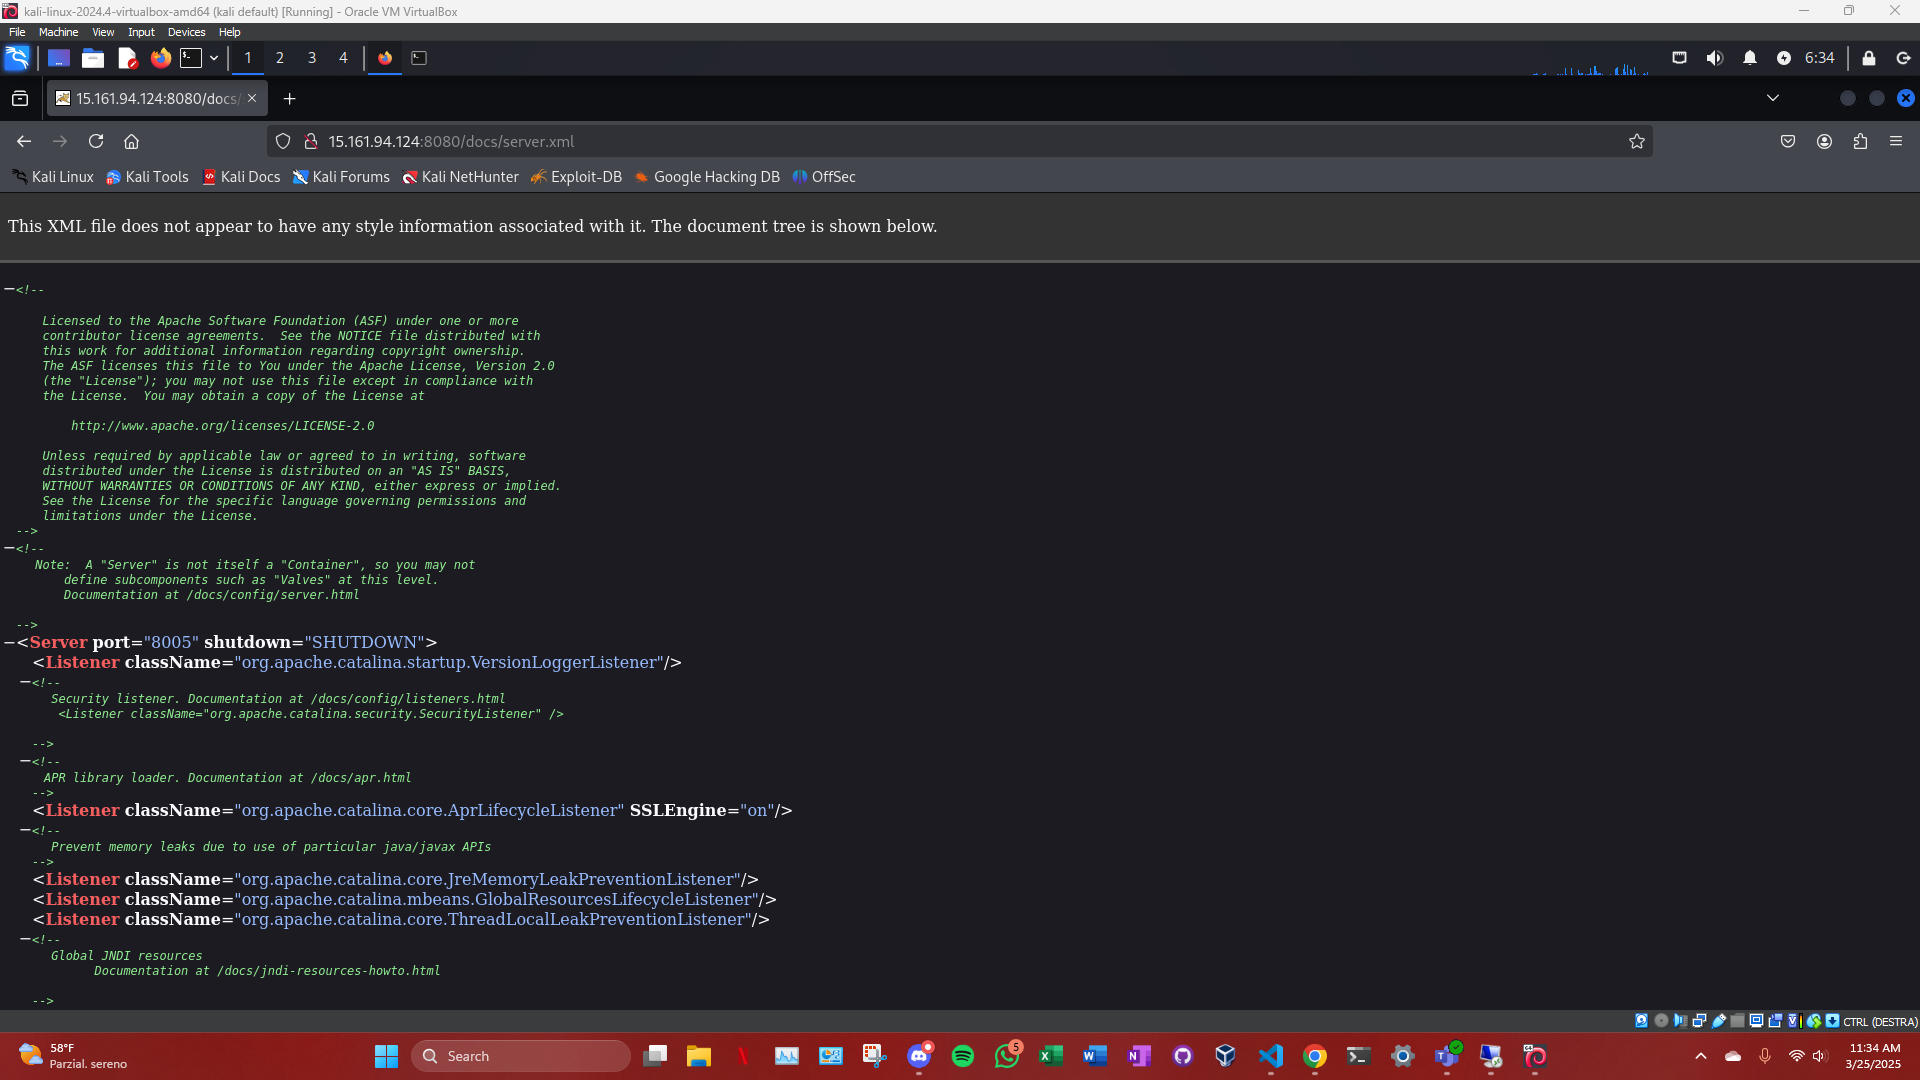 kali-linux-2024.4-virtualbox-amd64 (kali default) [Running] - Oracle VM VirtualBox
File Machine View Input Devices Help
1 2 3 4 6:34
15.161.94.124:8080/docs/
15.161.94.124:8080/docs/server.xml
Kali Linux Kali Tools Kali Docs Kali Forums Kali NetHunter Exploit-DB Google Hacking DB OffSec
This XML file does not appear to have any style information associated with it. The document tree is shown below.
−<!--
Licensed to the Apache Software Foundation (ASF) under one or more
contributor license agreements.  See the NOTICE file distributed with
this work for additional information regarding copyright ownership.
The ASF licenses this file to You under the Apache License, Version 2.0
(the "License"); you may not use this file except in compliance with
the License.  You may obtain a copy of the License at
http://www.apache.org/licenses/LICENSE-2.0
Unless required by applicable law or agreed to in writing, software
distributed under the License is distributed on an "AS IS" BASIS,
WITHOUT WARRANTIES OR CONDITIONS OF ANY KIND, either express or implied.
See the License for the specific language governing permissions and
limitations under the License.
-->
−<!--
Note:  A "Server" is not itself a "Container", so you may not
define subcomponents such as "Valves" at this level.
Documentation at /docs/config/server.html
-->
−<Server port="8005" shutdown="SHUTDOWN">
<Listener className="org.apache.catalina.startup.VersionLoggerListener"/>
−<!--
Security listener. Documentation at /docs/config/listeners.html
<Listener className="org.apache.catalina.security.SecurityListener" />
-->
−<!--
APR library loader. Documentation at /docs/apr.html
-->
<Listener className="org.apache.catalina.core.AprLifecycleListener" SSLEngine="on"/>
−<!--
Prevent memory leaks due to use of particular java/javax APIs
-->
<Listener className="org.apache.catalina.core.JreMemoryLeakPreventionListener"/>
<Listener className="org.apache.catalina.mbeans.GlobalResourcesLifecycleListener"/>
<Listener className="org.apache.catalina.core.ThreadLocalLeakPreventionListener"/>
−<!--
Global JNDI resources
Documentation at /docs/jndi-resources-howto.html
-->
CTRL (DESTRA)
58°F
Parzial. sereno
Search
5
11:34 AM
3/25/2025